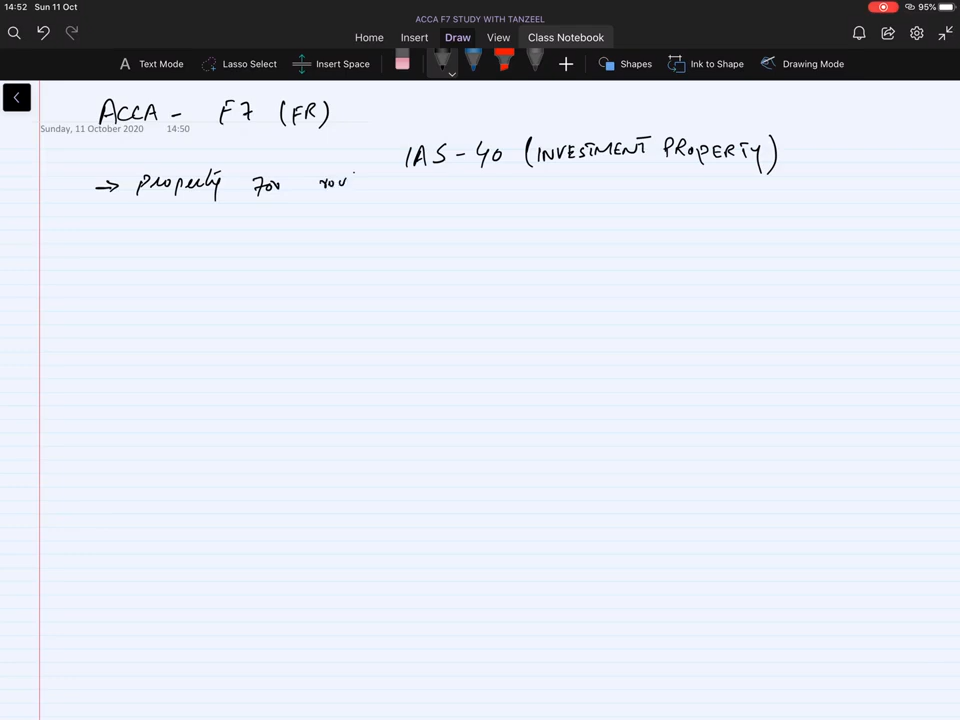 14:52 Sun 11 Oct 95%
ACCA F7 STUDY WITH TANZEEL
Home Insert Draw View Class Notebook
Text Mode Lasso Select Insert Space Shapes Ink to Shape Drawing Mode
ACCA - F7 (FR)
Sunday, 11 October 2020 14:50
IAS - 40 (INVESTMENT PROPERTY)
→ Property for